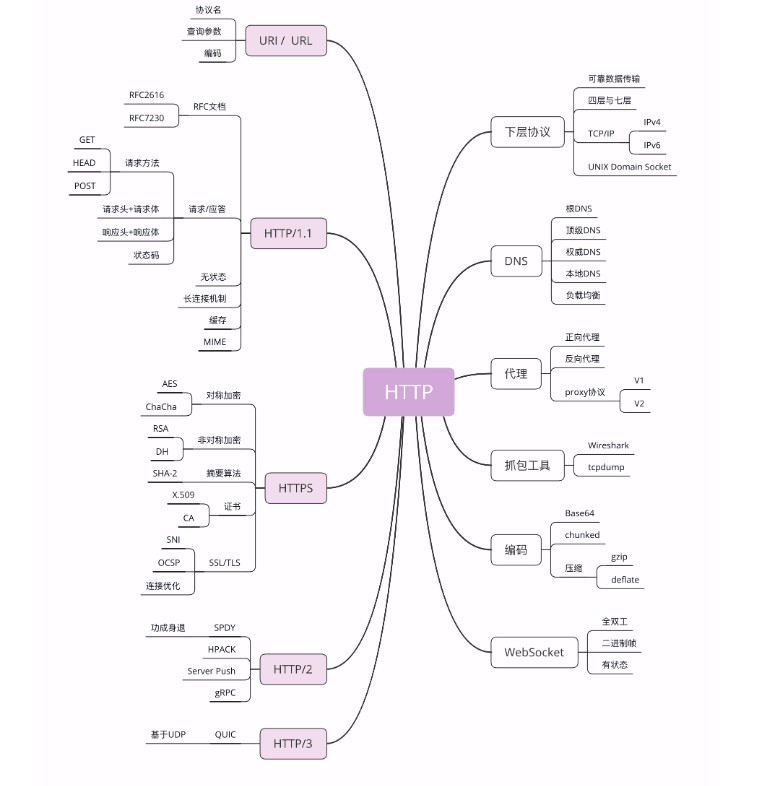 HTTP
URI / URL
协议名
查询参数
编码
HTTP/1.1
RFC文档
RFC2616
RFC7230
请求/应答
请求方法
GET
HEAD
POST
请求头+请求体
响应头+响应体
状态码
无状态
长连接机制
缓存
MIME
HTTPS
对称加密
AES
ChaCha
非对称加密
RSA
DH
摘要算法
SHA-2
证书
X.509
CA
SSL/TLS
SNI
OCSP
连接优化
HTTP/2
SPDY
功成身退
HPACK
Server Push
gRPC
HTTP/3
QUIC
基于UDP
下层协议
可靠数据传输
四层与七层
TCP/IP
IPv4
IPv6
UNIX Domain Socket
DNS
根DNS
顶级DNS
权威DNS
本地DNS
负载均衡
代理
正向代理
反向代理
proxy协议
V1
V2
抓包工具
Wireshark
tcpdump
编码
Base64
chunked
压缩
gzip
deflate
WebSocket
全双工
二进制帧
有状态